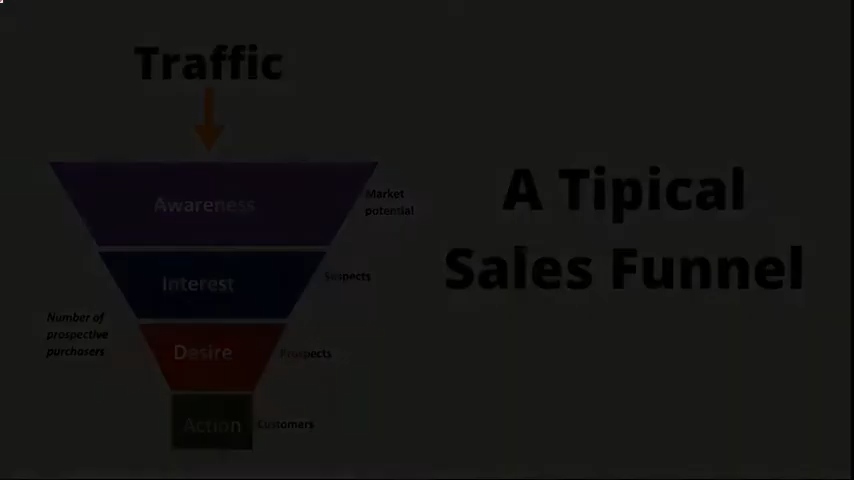 Traffic
A Tipical
Sales Funnel
Awareness
Market
potential
Interest
Suspects
Number of
prospective
purchasers
Desire
Prospects
Action
Customers